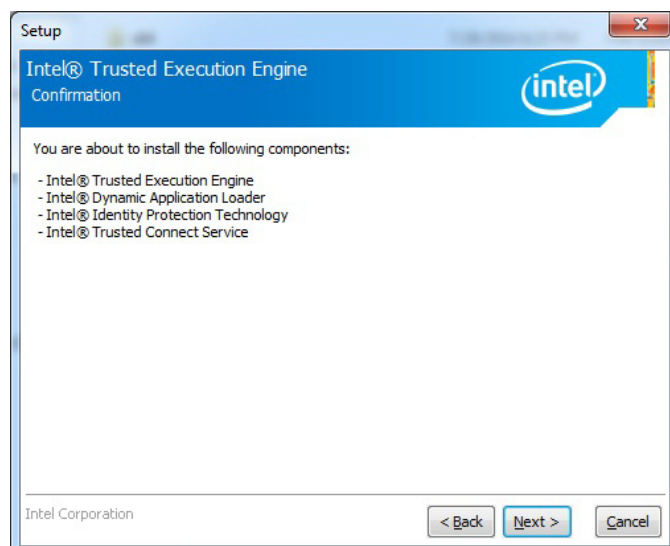 Setup
Intel® Trusted Execution Engine
Confirmation
intel
You are about to install the following components:
- Intel® Trusted Execution Engine
- Intel® Dynamic Application Loader
- Intel® Identity Protection Technology
- Intel® Trusted Connect Service
Intel Corporation
< Back Next > Cancel